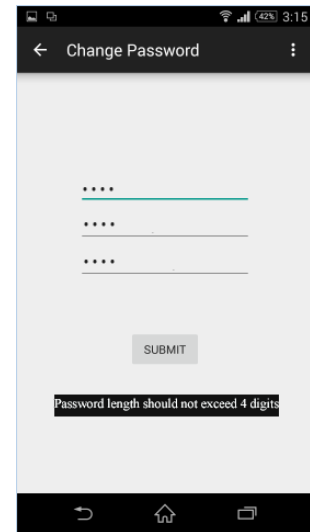 42% 3:15
Change Password
••••
••••
••••
SUBMIT
Password length should not exceed 4 digits